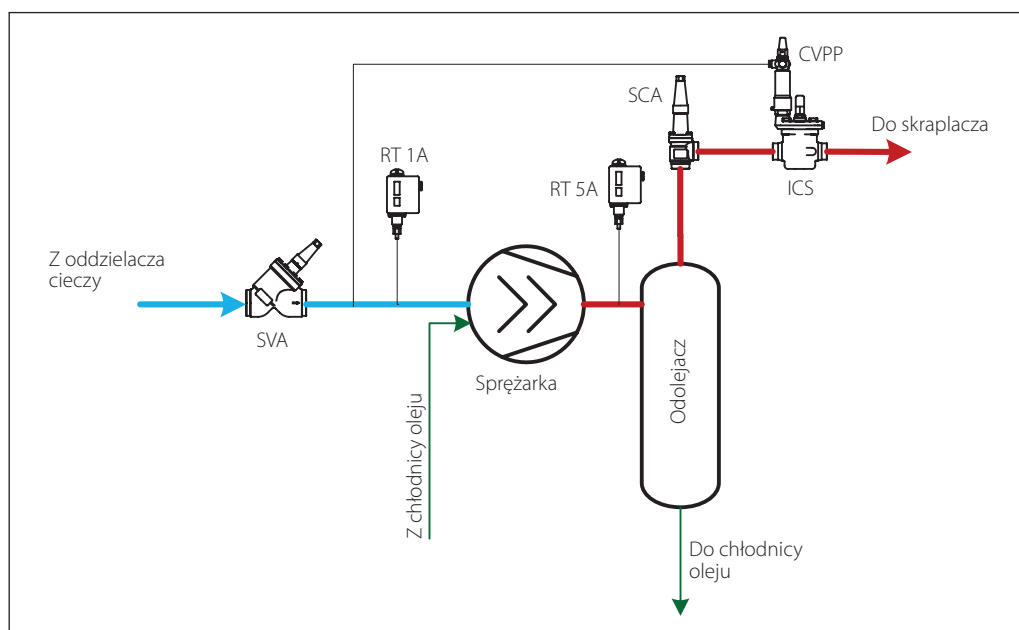 CVPP
SCA
Do skraplacza
RT 1A
RT 5A
ICS
Z oddzielacza
cieczy
SVA
Sprężarka
Odolejacz
Z chłodnicy oleju
Do chłodnicy
oleju